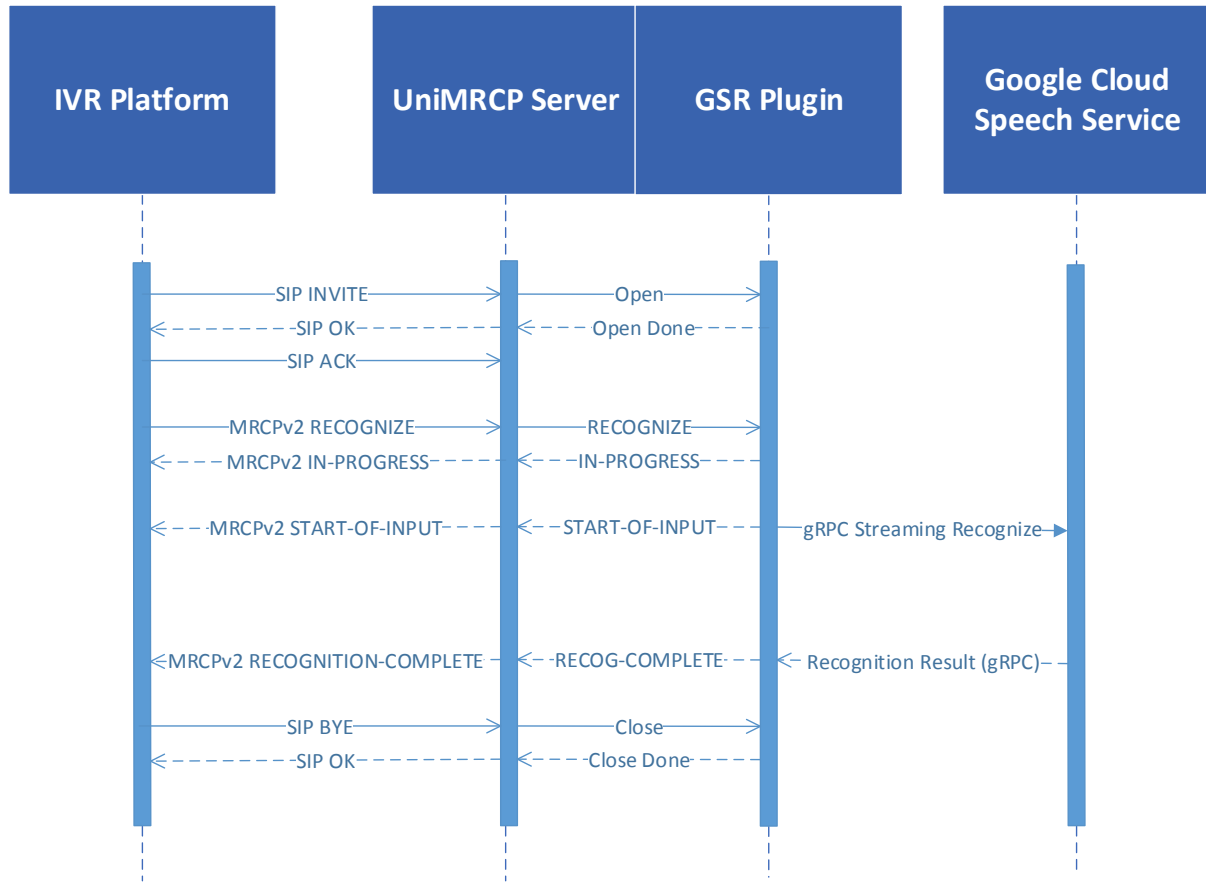 IVR Platform
UniMRCP Server
GSR Plugin
Google Cloud
Speech Service
SIP INVITE
Open
SIP OK
Open Done
SIP ACK
MRCPv2 RECOGNIZE
RECOGNIZE
MRCPv2 IN-PROGRESS
IN-PROGRESS
MRCPv2 START-OF-INPUT
START-OF-INPUT
gRPC Streaming Recognize
MRCPv2 RECOGNITION-COMPLETE
RECOG-COMPLETE
Recognition Result (gRPC)
SIP BYE
Close
SIP OK
Close Done